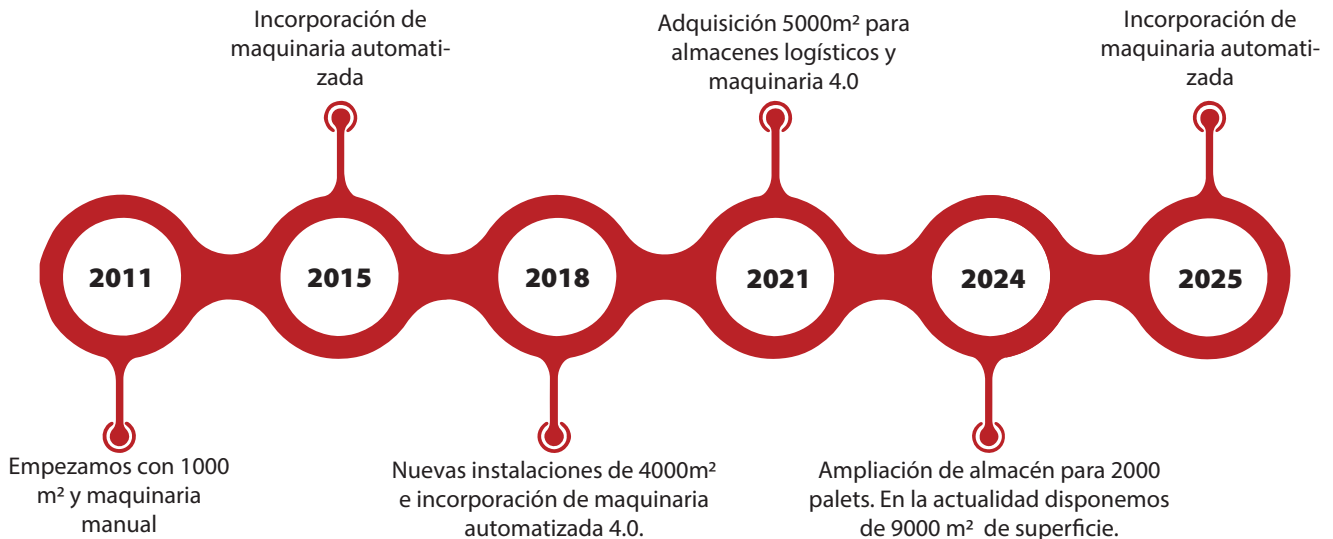 Incorporación de
maquinaria automati-
zada
Adquisición 5000m² para
almacenes logísticos y
maquinaria 4.0
Incorporación de
maquinaria automati-
zada
2011
2015
2018
2021
2024
2025
Empezamos con 1000
m² y maquinaria
manual
Nuevas instalaciones de 4000m²
e incorporación de maquinaria
automatizada 4.0.
Ampliación de almacén para 2000
palets. En la actualidad disponemos
de 9000 m² de superficie.